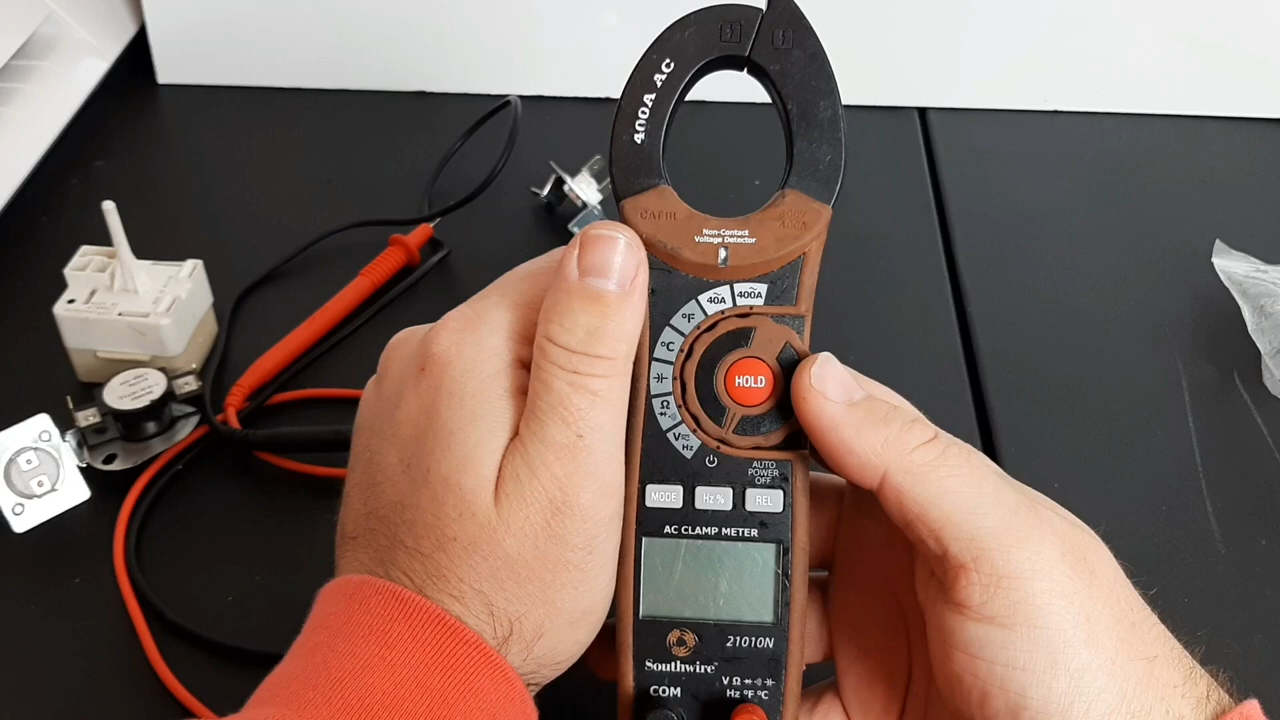 400A AC
CAT III
600V
400A
Non-Contact
Voltage Detector
40A
400A
°F
°C
HOLD
Ω
V
Hz
AUTO
POWER
OFF
MODE
Hz %
REL
AC CLAMP METER
21010N
Southwire™
COM
V Ω
Hz °F °C